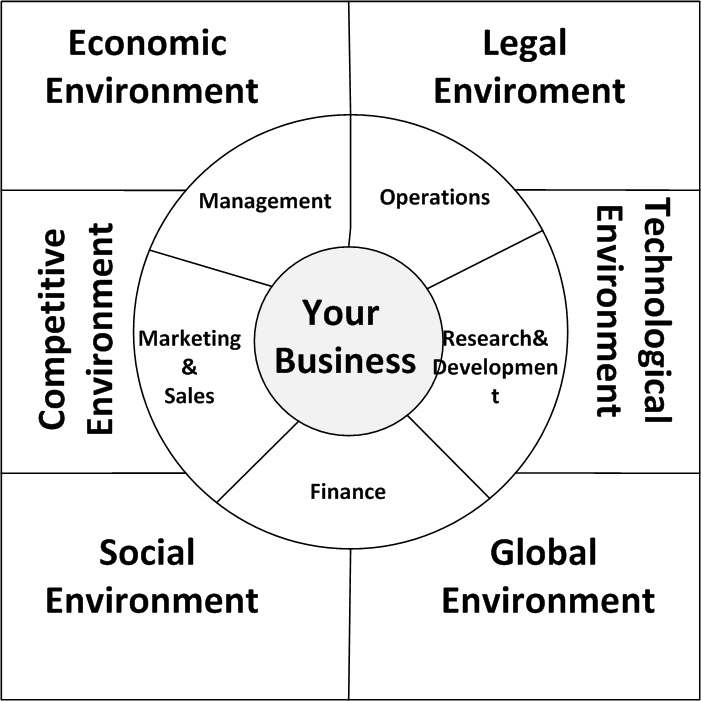 Economic
Environment
Legal
Enviroment
Management
Operations
Competitive
Environment
Your
Business
Technological
Environment
Marketing
&
Sales
Research&
Developmen
t
Finance
Social
Environment
Global
Environment